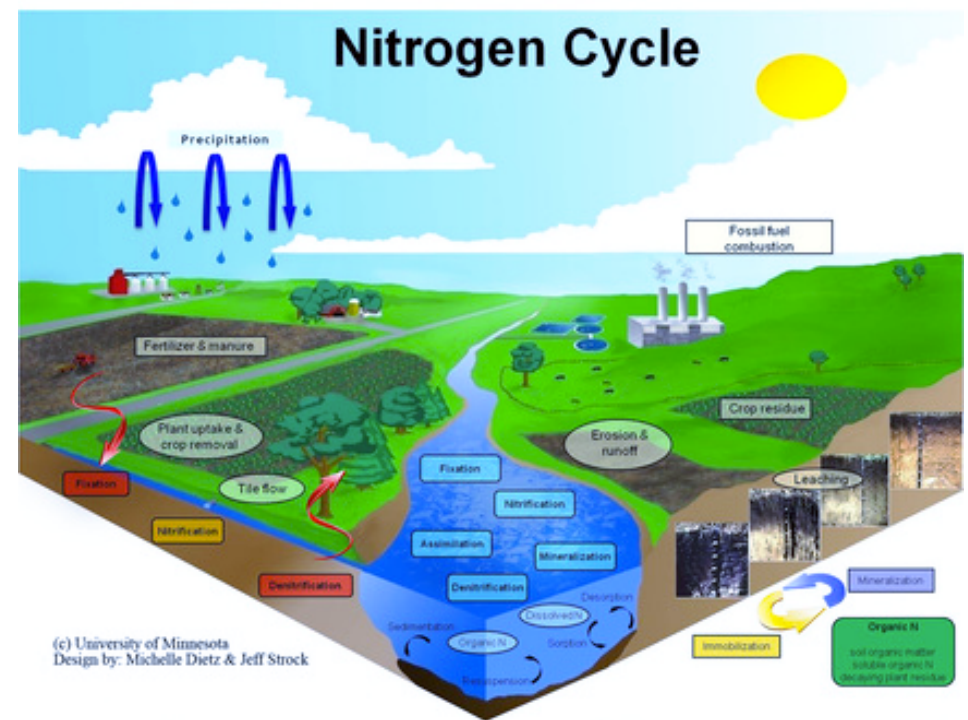 Nitrogen Cycle
Precipitation
Fossil fuel
combustion
Fertilizer & manure
Crop residue
Plant uptake &
crop removal
Erosion &
runoff
Fixation
Fixation
Leaching
Tile flow
Nitrification
Nitrification
Assimilation
Mineralization
Denitrification
Denitrification
Mineralization
Desorption
Dissolved N
Sedimentation
Organic N
Sorption
Immobilization
Organic N
soil organic matter
soluble organic N
decaying plant residue
Resuspension
(c) University of Minnesota
Design by: Michelle Dietz & Jeff Strock